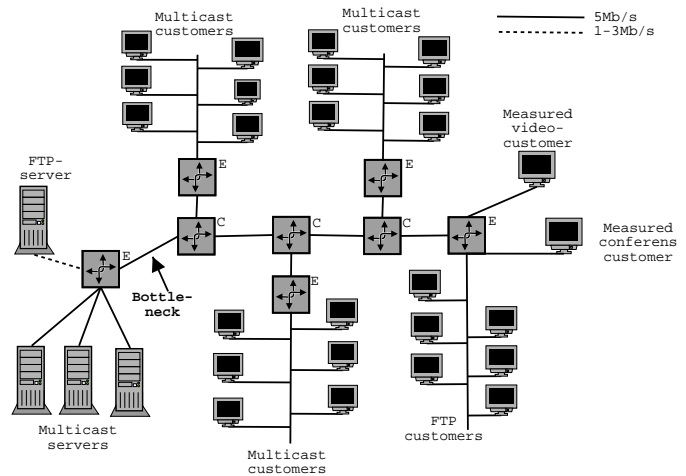 Multicast
customers
Multicast
customers
5Mb/s
1-3Mb/s
Measured
video-
customer
FTP-
server
E
E
E
C
C
C
E
Measured
conferens
customer
E
Bottle-
neck
Multicast
servers
Multicast
customers
FTP
customers